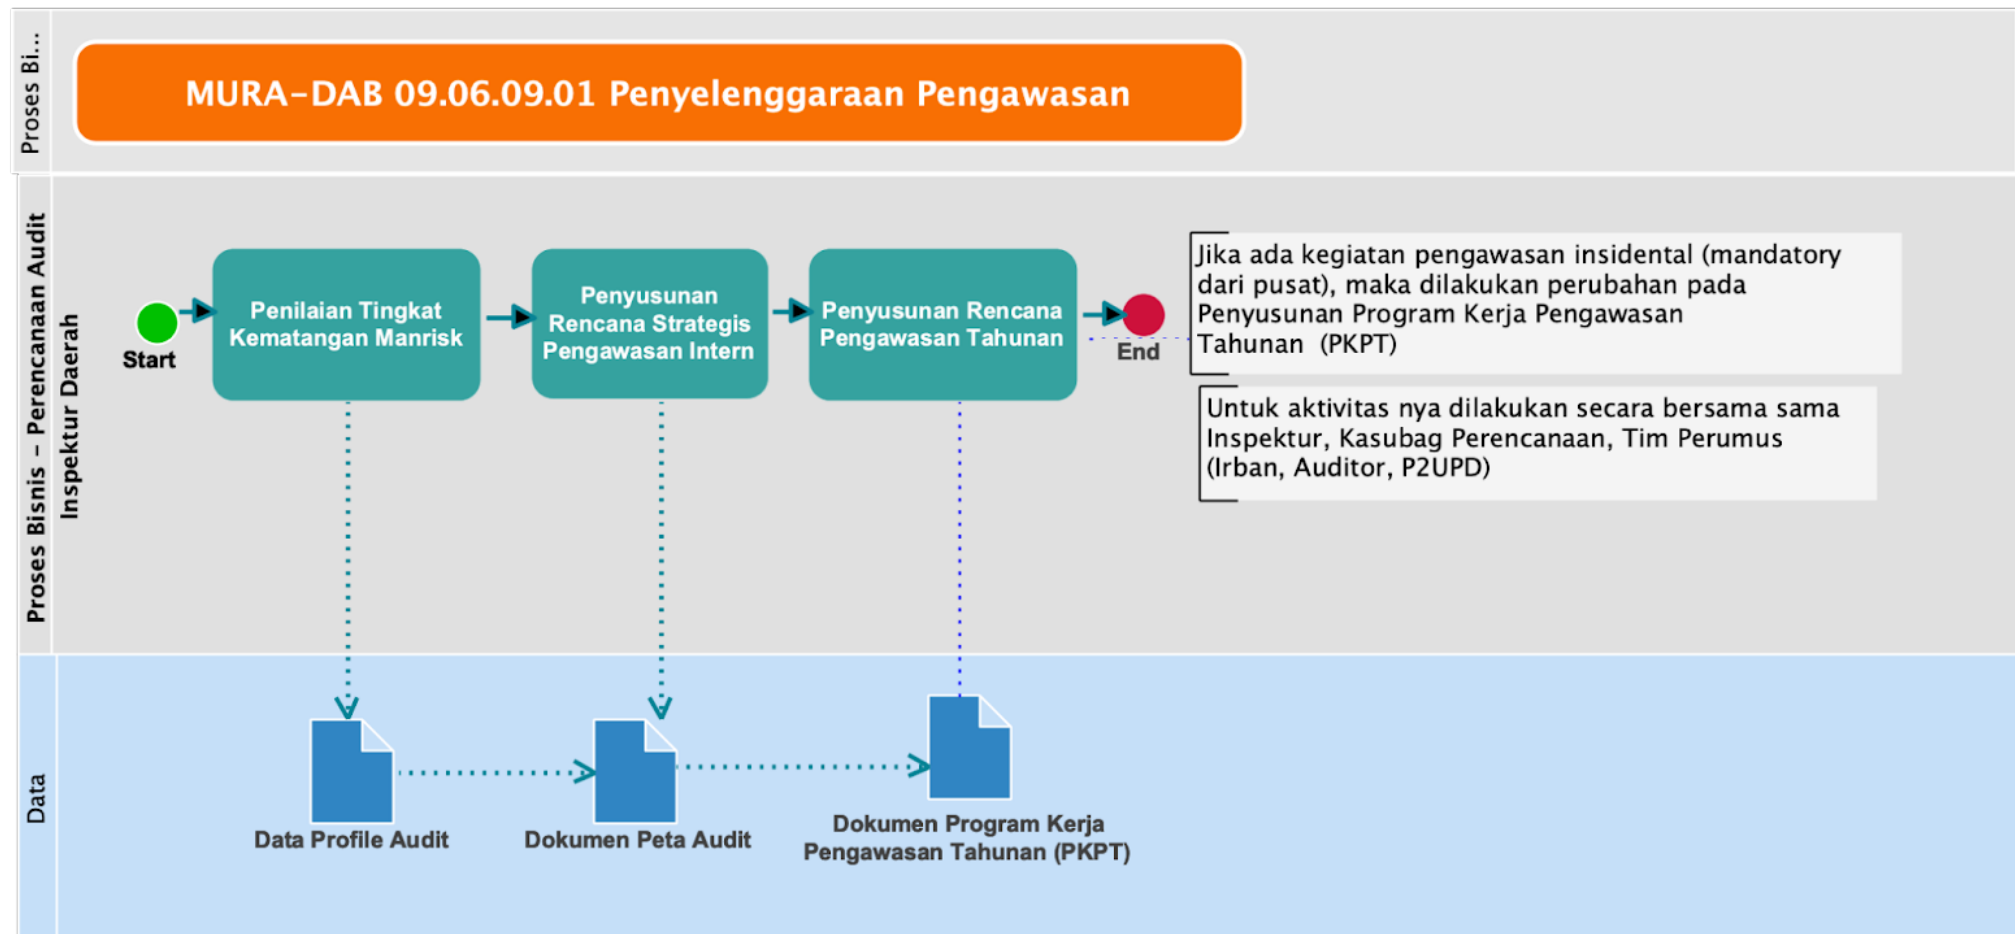 Proses Bi...
MURA-DAB 09.06.09.01 Penyelenggaraan Pengawasan
Proses Bisnis – Perencanaan Audit
Inspektur Daerah
Start
Penilaian Tingkat
Kematangan Manrisk
Penyusunan
Rencana Strategis
Pengawasan Intern
Penyusunan Rencana
Pengawasan Tahunan
End
Jika ada kegiatan pengawasan insidental (mandatory
dari pusat), maka dilakukan perubahan pada
Penyusunan Program Kerja Pengawasan
Tahunan (PKPT)
Untuk aktivitas nya dilakukan secara bersama sama
Inspektur, Kasubag Perencanaan, Tim Perumus
(Irban, Auditor, P2UPD)
Data
Data Profile Audit
Dokumen Peta Audit
Dokumen Program Kerja
Pengawasan Tahunan (PKPT)